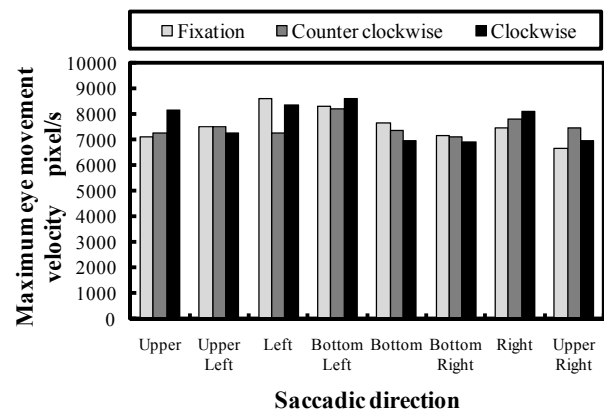 Fixation Counter clockwise Clockwise
Maximum eye movement
velocity pixel/s
10000
9000
8000
7000
6000
5000
4000
3000
2000
1000
0
Upper Upper Left Left Bottom Left Bottom Bottom Right Right Upper Right
Saccadic direction